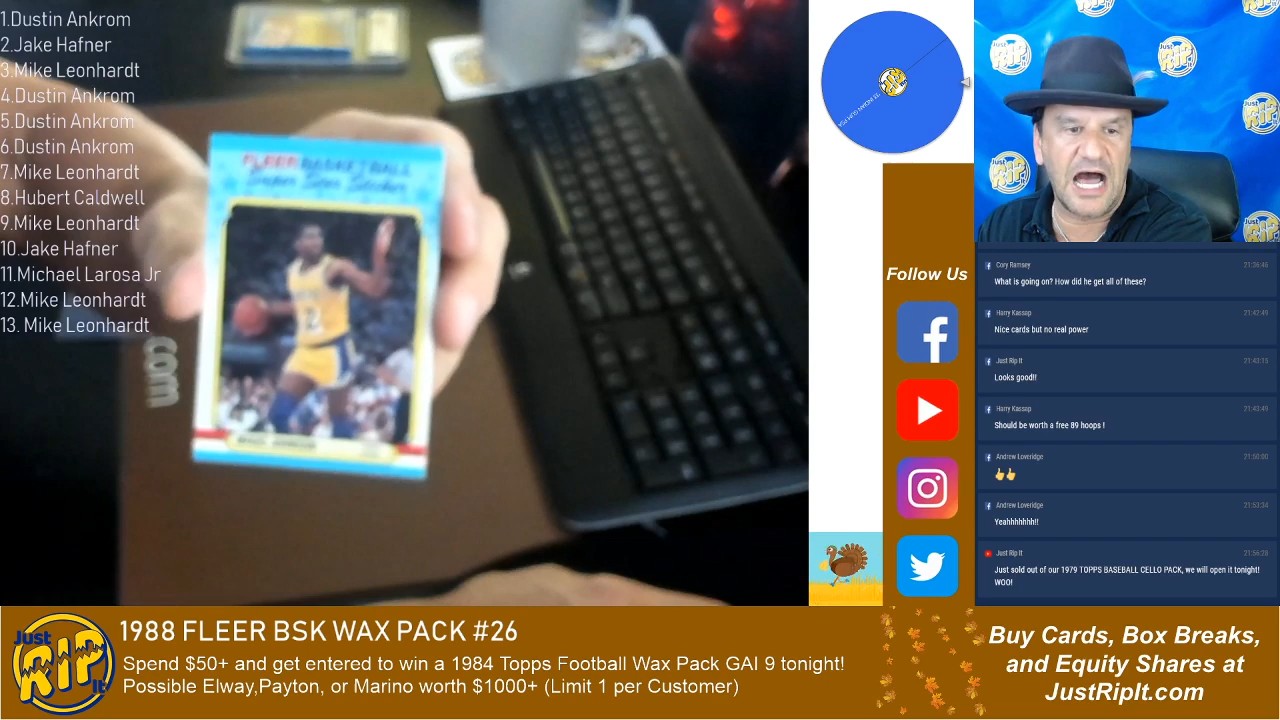 1.Dustin Ankrom
2.Jake Hafner
3.Mike Leonhardt
4.Dustin Ankrom
5.Dustin Ankrom
6.Dustin Ankrom
7.Mike Leonhardt
8.Hubert Caldwell
9.Mike Leonhardt
10.Jake Hafner
11.Michael Larosa Jr
12.Mike Leonhardt
13. Mike Leonhardt
FLEER BASKETBALL
com
Follow Us
Cory Ramsey 21:26:46
What is going on? How did he get all of these?
Harry Kassap 21:42:49
Nice cards but no real power
Just Rip It 21:43:15
Looks good!!
Harry Kassap 21:43:49
Should be worth a free 89 hoops !
Andrew Loveridge 21:50:00
👆👆
Andrew Loveridge 21:53:34
Yeahhhhhhh!!
Just Rip It 21:56:28
Just sold out of our 1979 TOPPS BASEBALL CELLO PACK, we will open it tonight!
WOO!
Just
RIP
It
1988 FLEER BSK WAX PACK #26
Spend $50+ and get entered to win a 1984 Topps Football Wax Pack GAI 9 tonight!
Possible Elway,Payton, or Marino worth $1000+ (Limit 1 per Customer)
Buy Cards, Box Breaks,
and Equity Shares at
JustRipIt.com